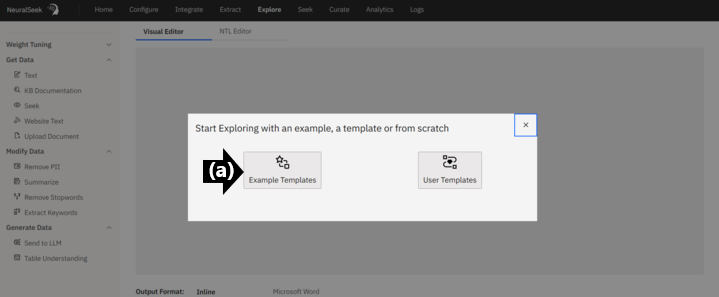 NeuralSeek Home Configure Integrate Extract Explore Seek Curate Analytics Logs
Visual Editor NTL Editor
Weight Tuning
Get Data
Text
KB Documentation
Seek
Website Text
Upload Document
Modify Data
Remove PII
Summarize
Remove Stopwords
Extract Keywords
Generate Data
Send to LLM
Table Understanding
Start Exploring with an example, a template or from scratch
(a)
Example Templates User Templates
Output Format: Inline Microsoft Word